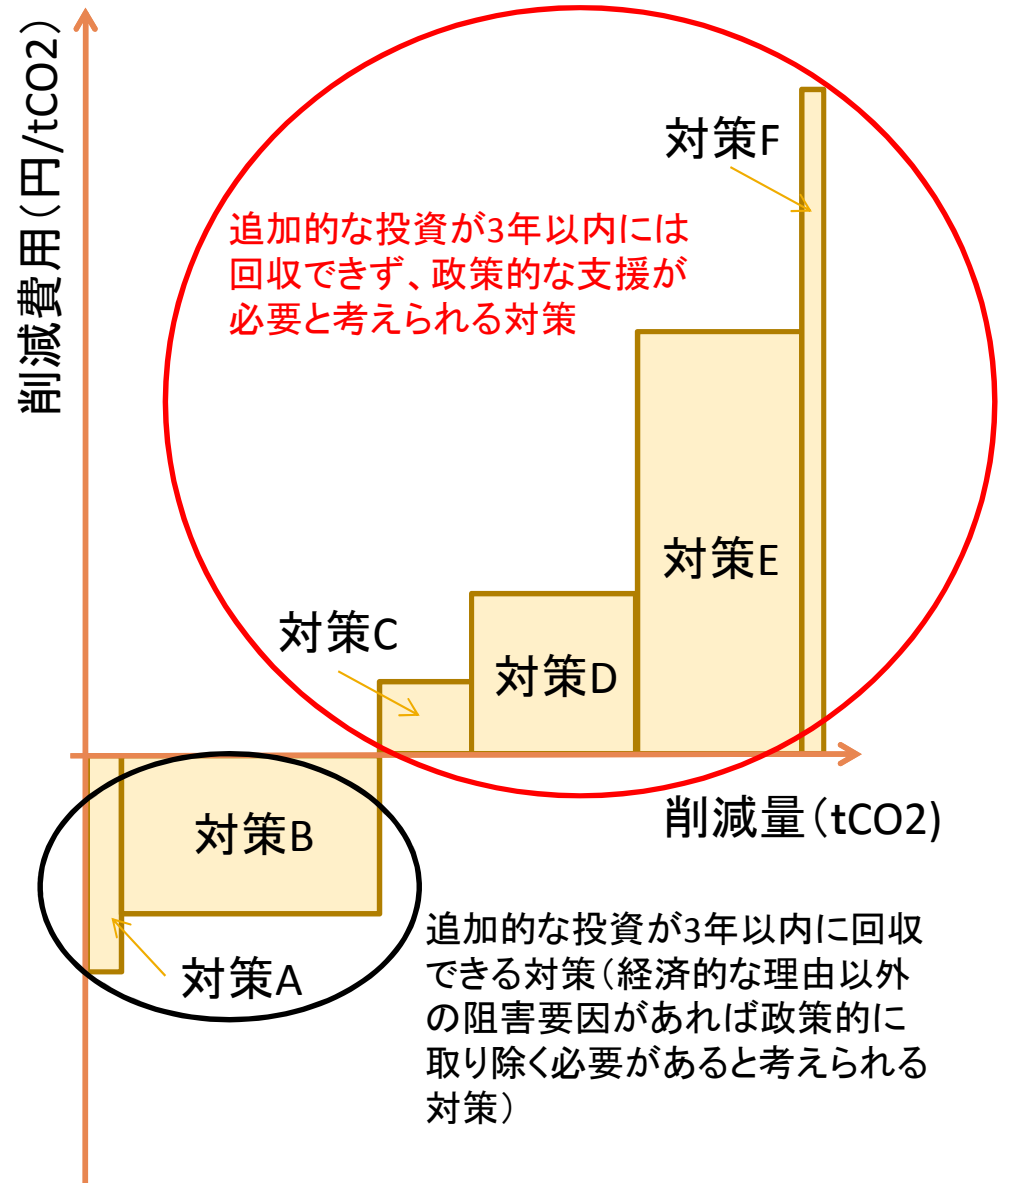 削減費用（円/tCO2）
対策F
追加的な投資が3年以内には
回収できず、政策的な支援が
必要と考えられる対策
対策E
対策C
対策D
削減量（tCO2)
対策B
対策A
追加的な投資が3年以内に回収
できる対策（経済的な理由以外
の阻害要因があれば政策的に
取り除く必要があると考えられる
対策）